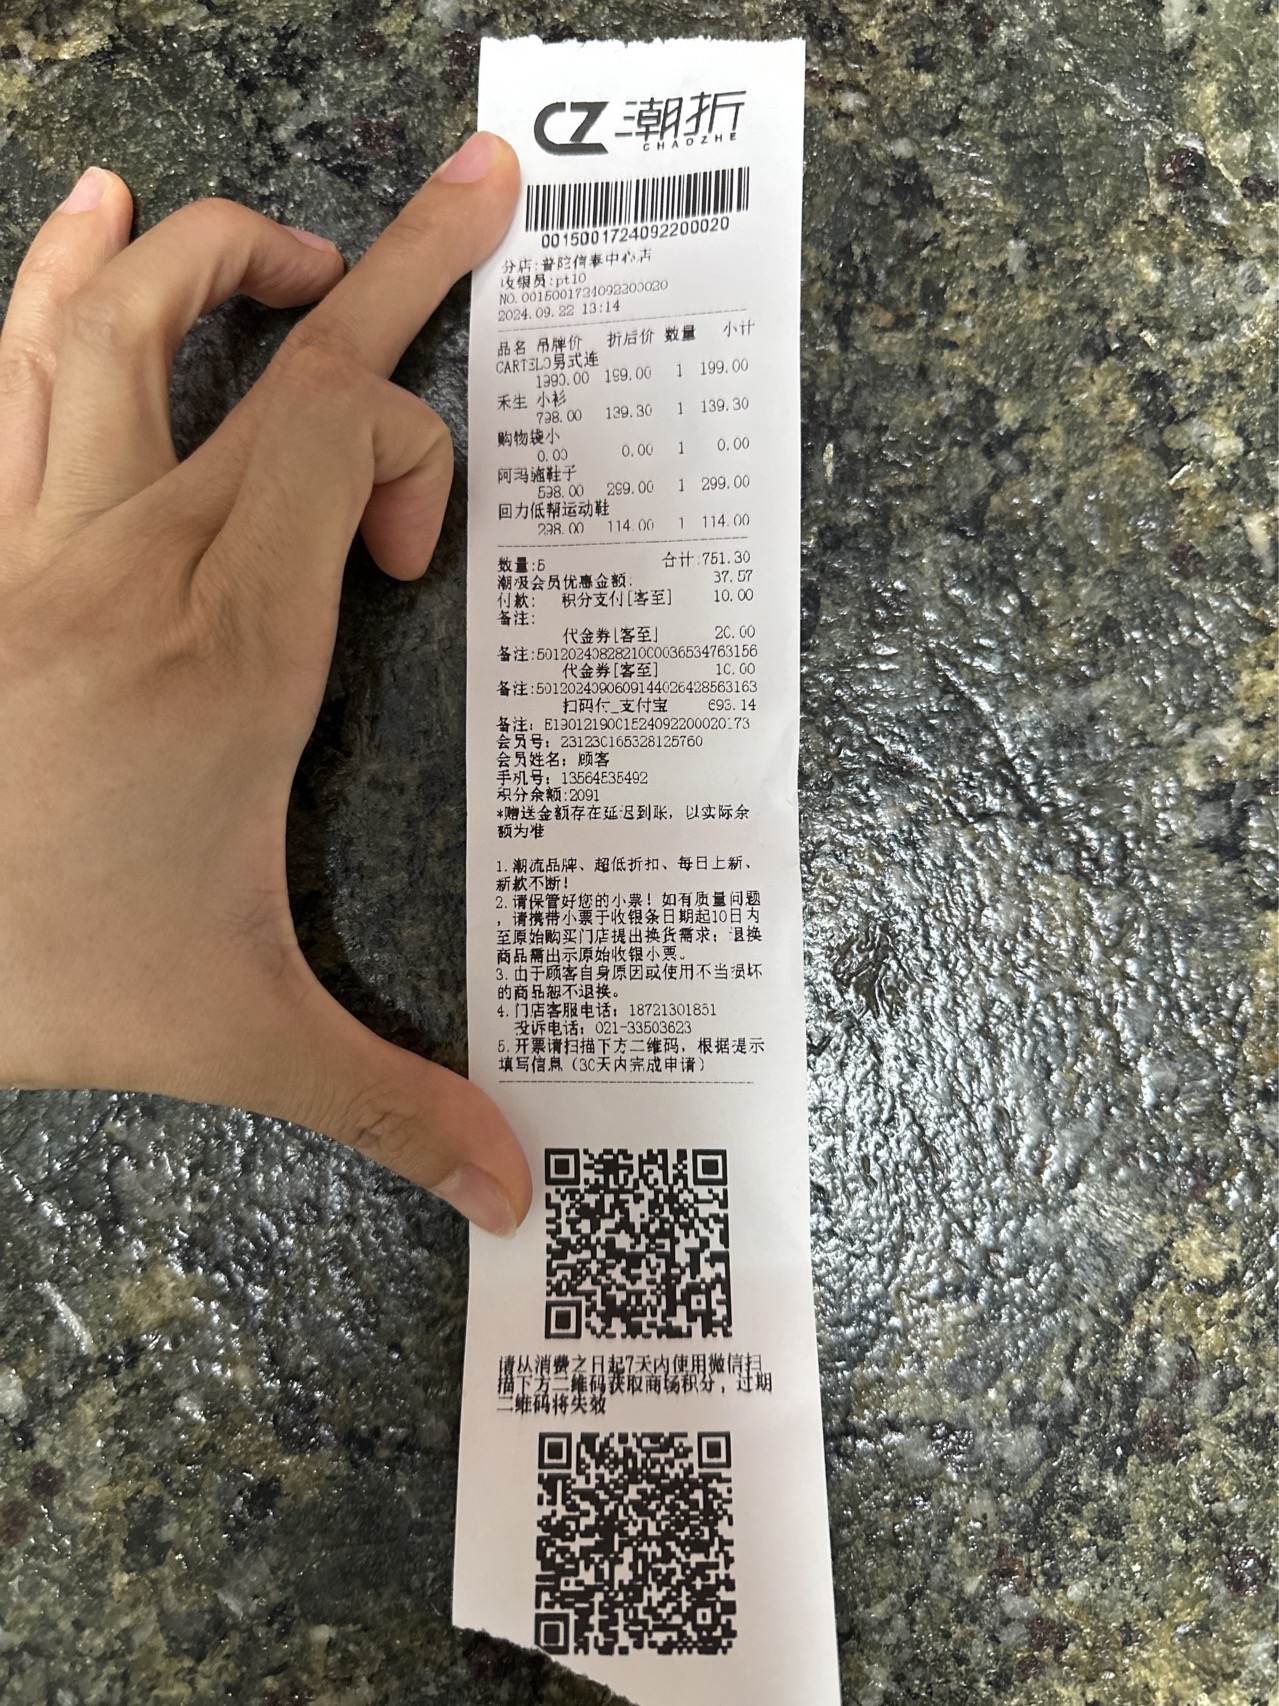 CZ 潮折
CHAOZHE
0015001724092200020
分店:普陀信泰中心店
收银员:pt10
NO.0015001724092200020
2024.09.22 13:14
品名 吊牌价 折后价 数量 小计
CARTELO男式连
1990.00 199.00 1 199.00
禾生 小衫
798.00 139.30 1 139.30
购物袋小
0.00 0.00 1 0.00
阿玛施鞋子
598.00 299.00 1 299.00
回力低帮运动鞋
298.00 114.00 1 114.00
数量:5 合计:751.30
潮极会员优惠金额: 37.57
付款: 积分支付[客至] 10.00
备注:
代金券[客至] 20.00
备注:5012024082821000036534763156
代金券[客至] 10.00
备注:5012024090609144026428563163
扫码付_支付宝 693.14
备注: E1901219001524092200020173
会员号: 231230165328125760
会员姓名: 顾客
手机号: 13564535492
积分余额:2091
*赠送金额存在延迟到账, 以实际余
额为准
1.潮流品牌、超低折扣、每日上新、
新款不断!
2.请保管好您的小票! 如有质量问题
, 请携带小票于收银条日期起10日内
至原始购买门店提出换货需求; 退换
商品需出示原始收银小票。
3.由于顾客自身原因或使用不当损坏
的商品恕不退换。
4.门店客服电话: 18721301851
投诉电话: 021-33503623
5.开票请扫描下方二维码, 根据提示
填写信息 (30天内完成申请)
请从消费之日起7天内使用微信扫
描下方二维码获取商场积分, 过期
二维码将失效